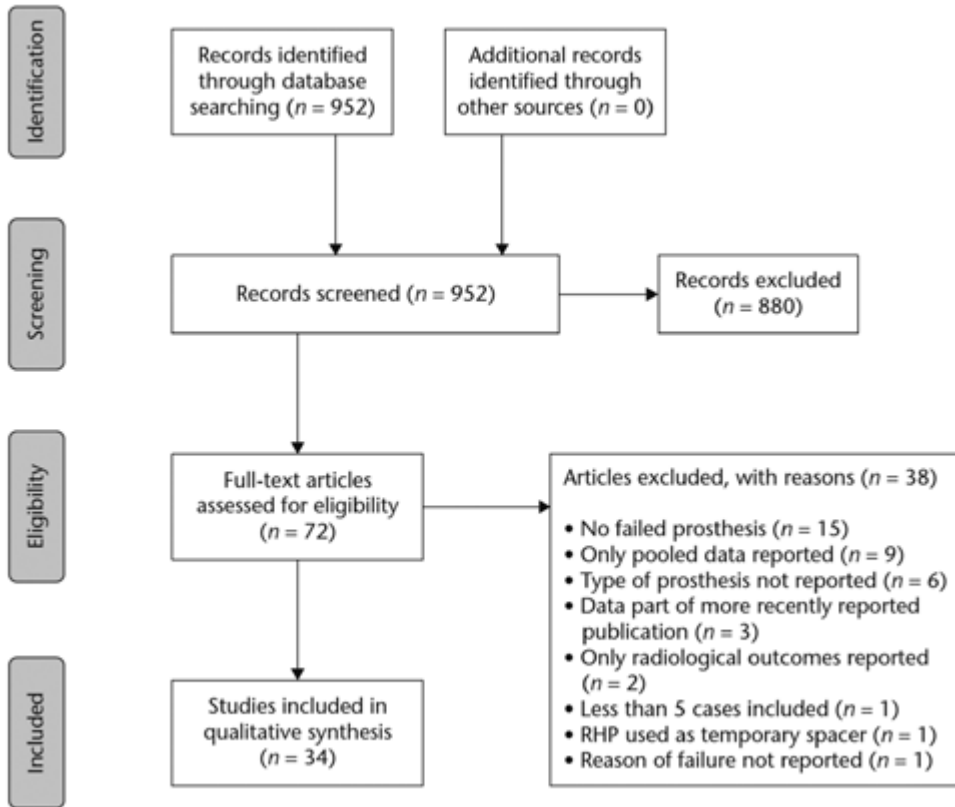 Identification
Records identified
through database
searching (n = 952)
Additional records
identified through
other sources (n = 0)
Screening
Records screened (n = 952)
Records excluded
(n = 880)
Eligibility
Full-text articles
assessed for eligibility
(n = 72)
Articles excluded, with reasons (n = 38)
• No failed prosthesis (n = 15)
• Only pooled data reported (n = 9)
• Type of prosthesis not reported (n = 6)
• Data part of more recently reported
publication (n = 3)
• Only radiological outcomes reported
(n = 2)
• Less than 5 cases included (n = 1)
• RHP used as temporary spacer (n = 1)
• Reason of failure not reported (n = 1)
Included
Studies included in
qualitative synthesis
(n = 34)